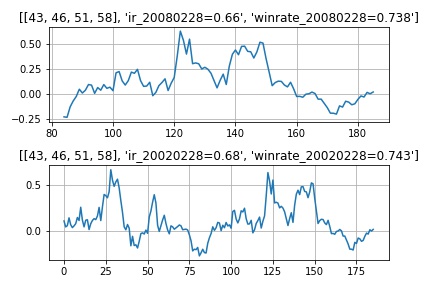 [[43, 46, 51, 58], 'ir_20080228=0.66', 'winrate_20080228=0.738']
0.50
0.25
0.00
−0.25
80 100 120 140 160 180
[[43, 46, 51, 58], 'ir_20020228=0.68', 'winrate_20020228=0.743']
0.5
0.0
0 25 50 75 100 125 150 175